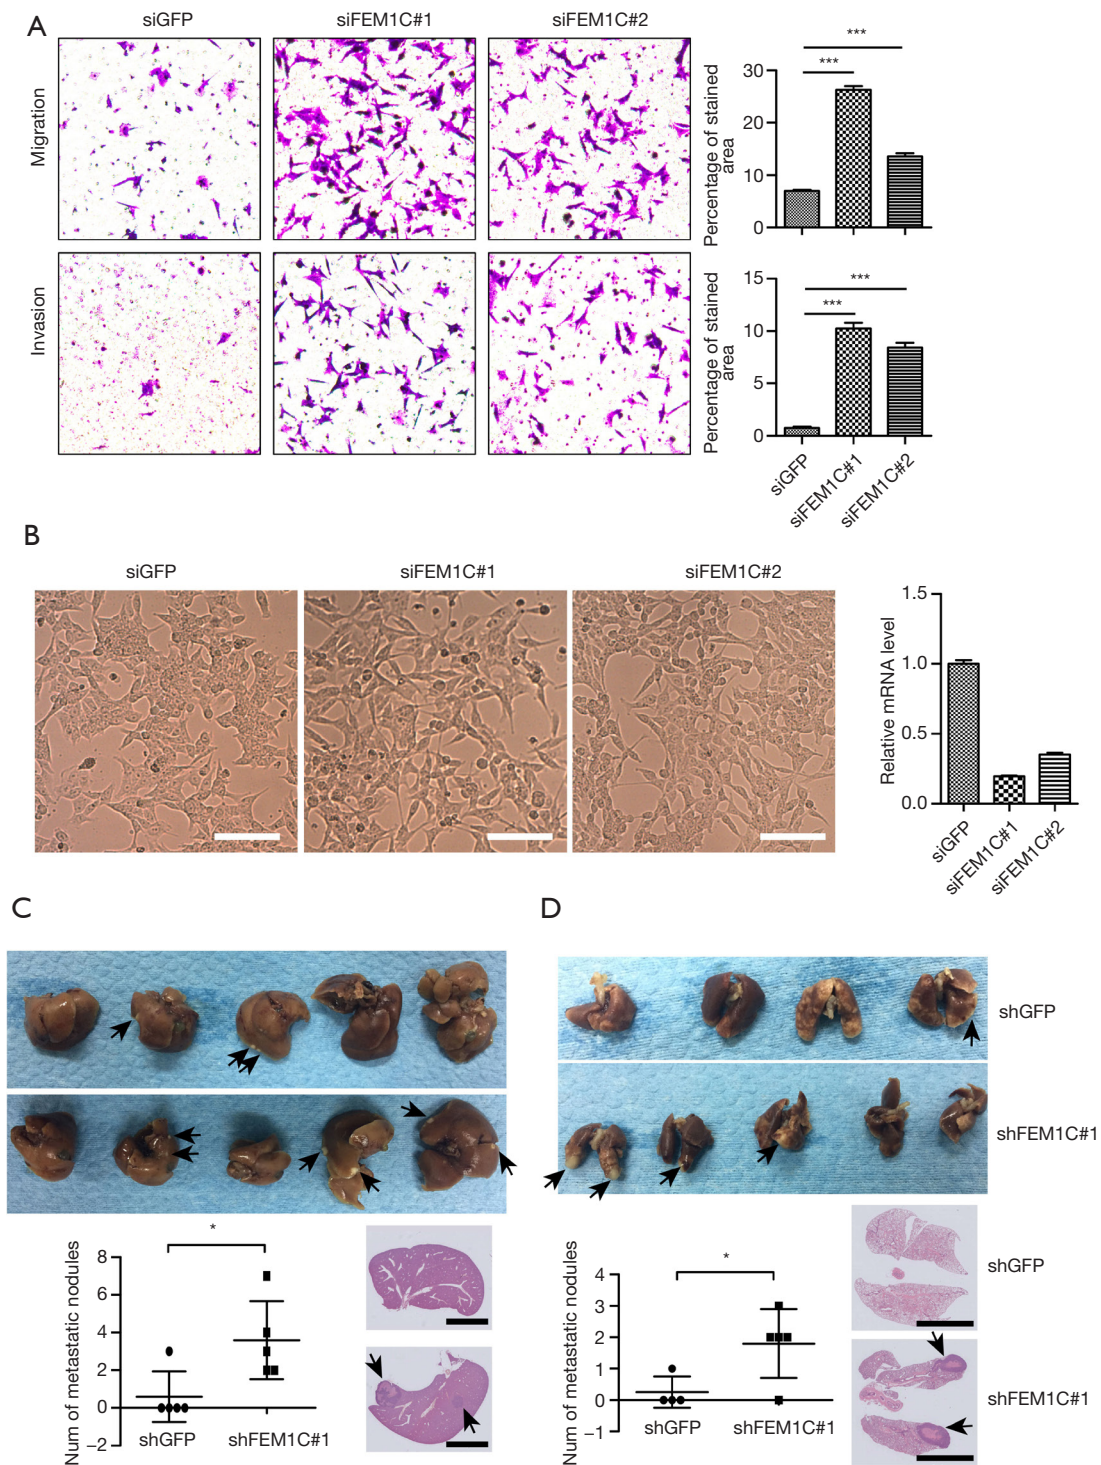 A
siGFP
siFEM1C#1
siFEM1C#2
Migration
Invasion
Percentage of stained
area
30
20
10
0
***
***
Percentage of stained
area
15
10
5
0
***
***
siGFP
siFEM1C#1
siFEM1C#2
B
siGFP
siFEM1C#1
siFEM1C#2
Relative mRNA level
1.5
1.0
0.5
0.0
siGFP
siFEM1C#1
siFEM1C#2
C
D
shGFP
shFEM1C#1
Num of metastatic nodules
8
6
4
2
0
–2
*
shGFP
shFEM1C#1
Num of metastatic nodules
4
3
2
1
0
–1
*
shGFP
shFEM1C#1
shGFP
shFEM1C#1